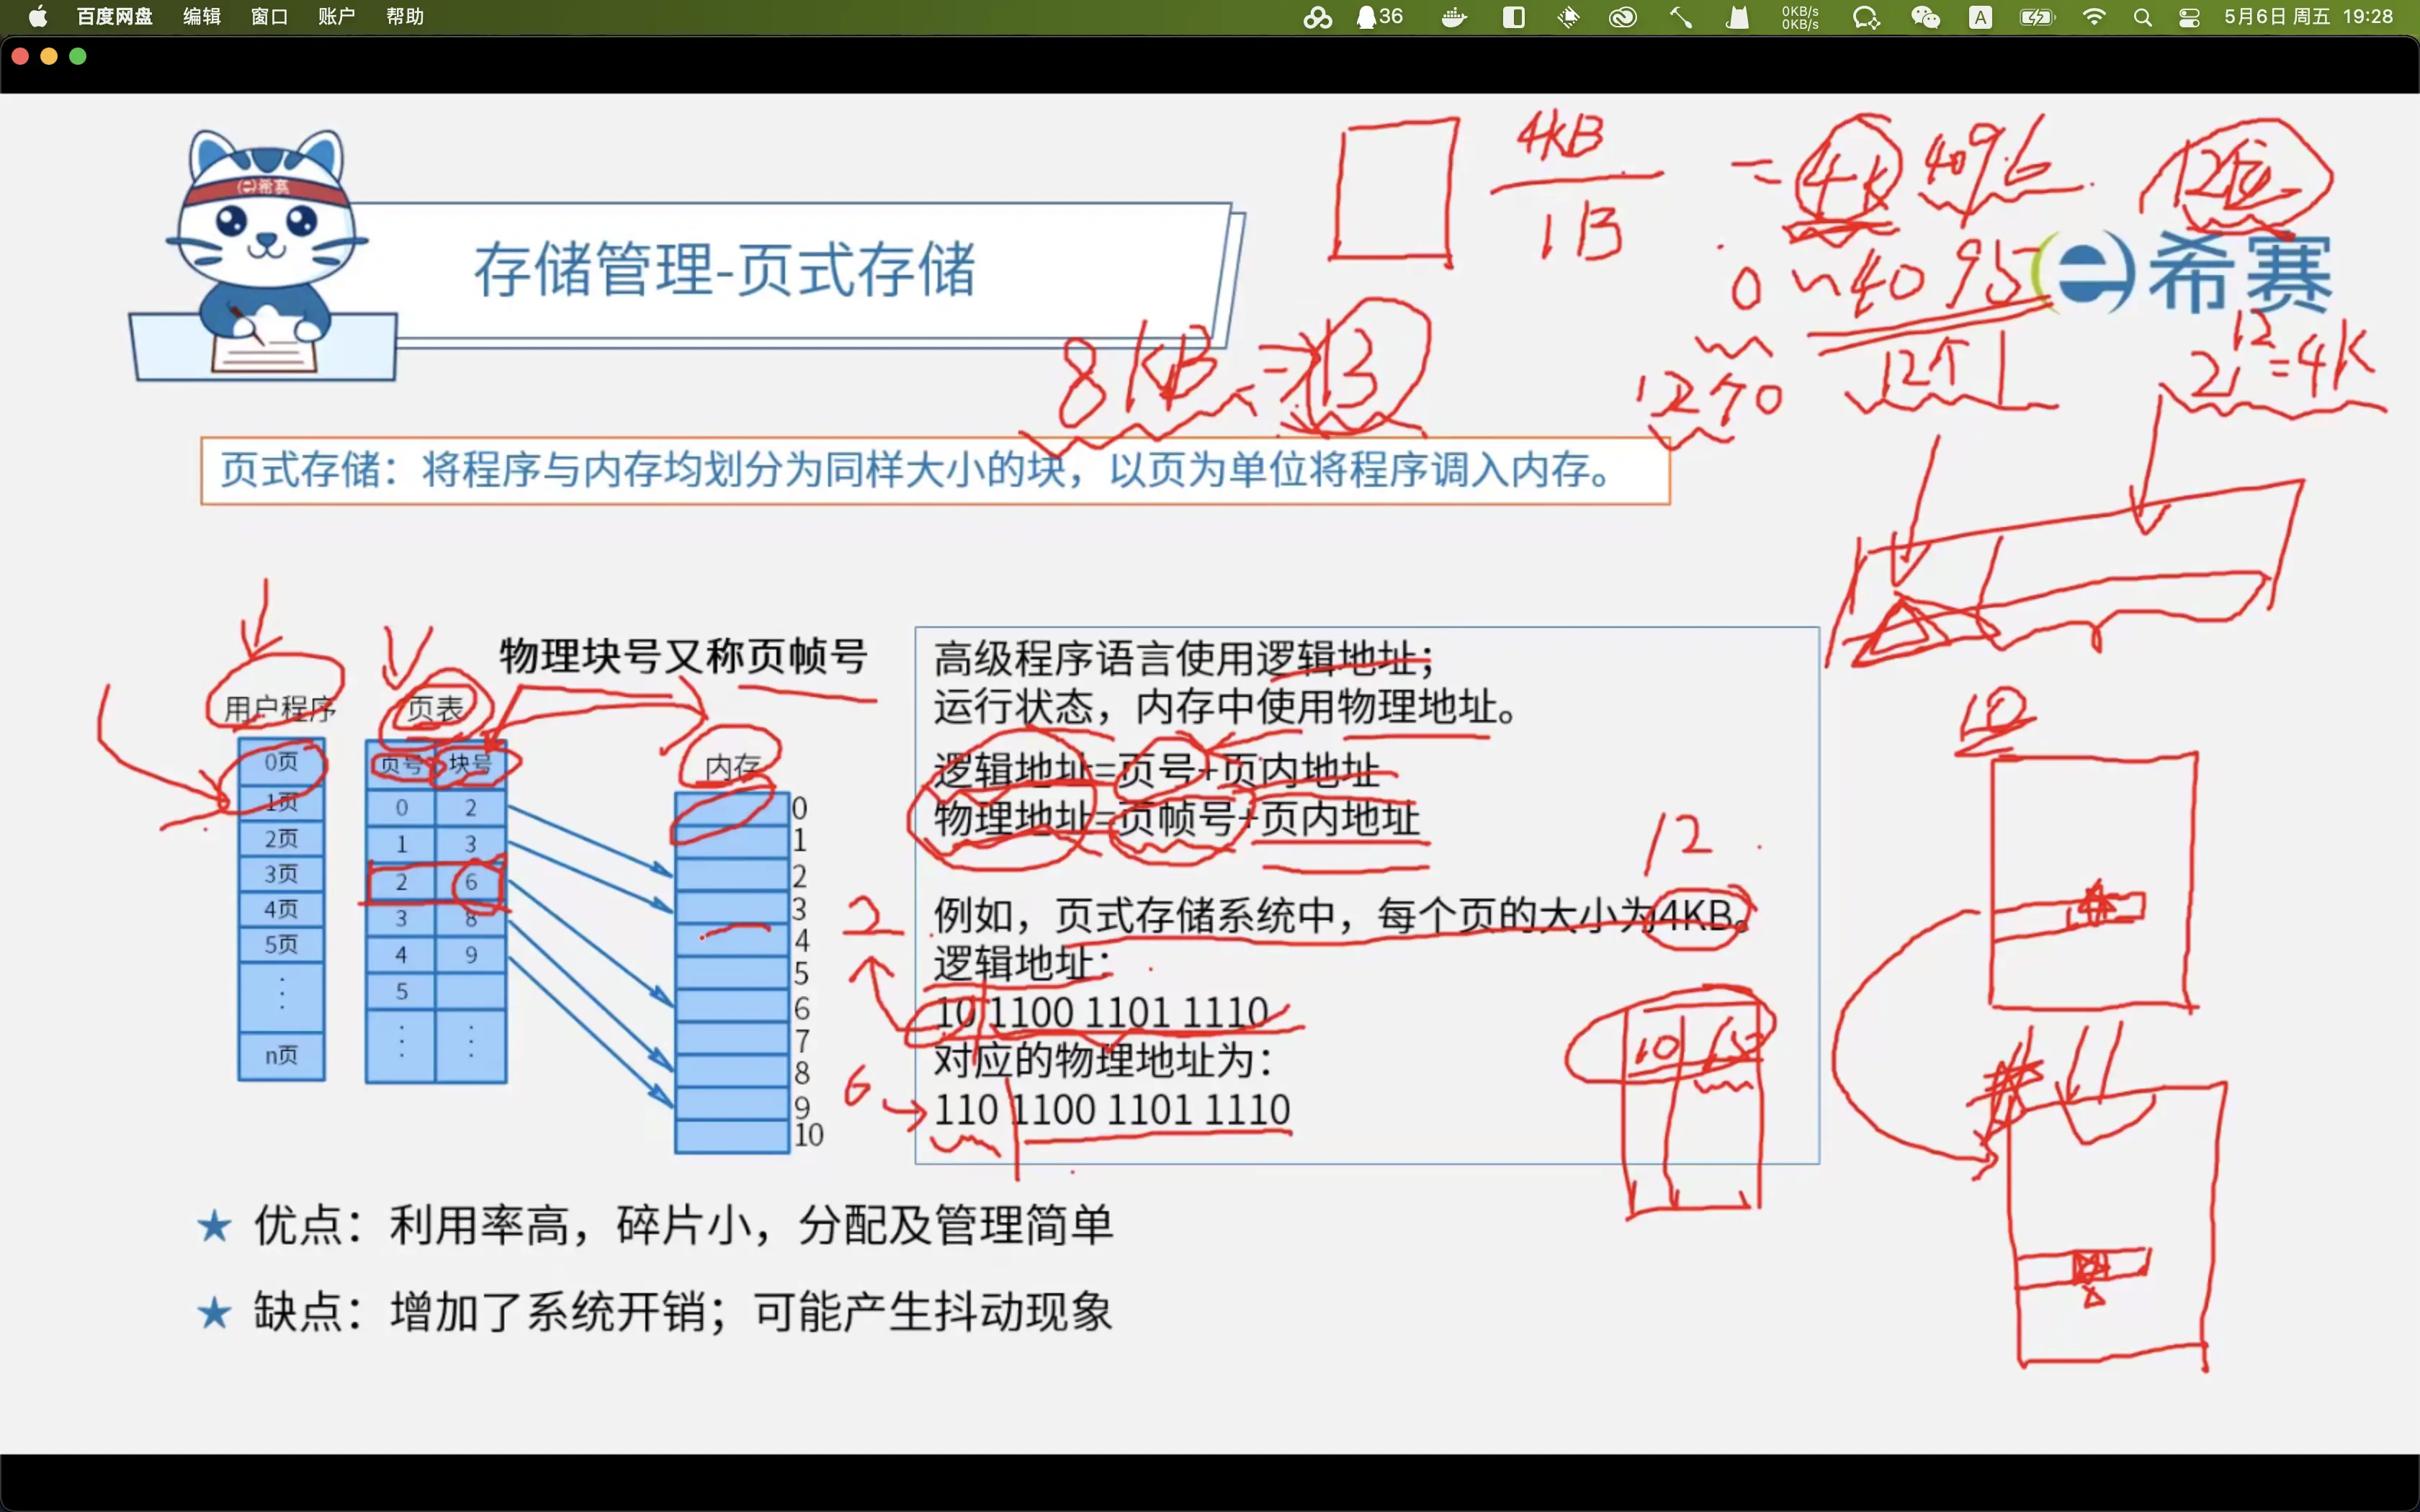 百度网盘 编辑 窗口 账户 帮助
36
0KB/s
0KB/s
A
5月6日 周五 19:28
希赛
存储管理-页式存储
希赛
4KB
1B
= 4K 4096
12位
0 ~ 4095
12个0
12个1
2^12=4K
8KB => 13
页式存储：将程序与内存均划分为同样大小的块，以页为单位将程序调入内存。
物理块号又称页帧号
用户程序
0页
1页
2页
3页
4页
5页
⋮
n页
页表
页号 块号
0 2
1 3
2 6
3 8
4 9
5
⋮ ⋮
内存
0
1
2
3
4
5
6
7
8
9
10
高级程序语言使用逻辑地址；
运行状态，内存中使用物理地址。
逻辑地址=页号+页内地址
物理地址=页帧号+页内地址
12
例如，页式存储系统中，每个页的大小为4KB。
逻辑地址：
10 1100 1101 1110
对应的物理地址为：
110 1100 1101 1110
2
6
10
★ 优点：利用率高，碎片小，分配及管理简单
★ 缺点：增加了系统开销；可能产生抖动现象